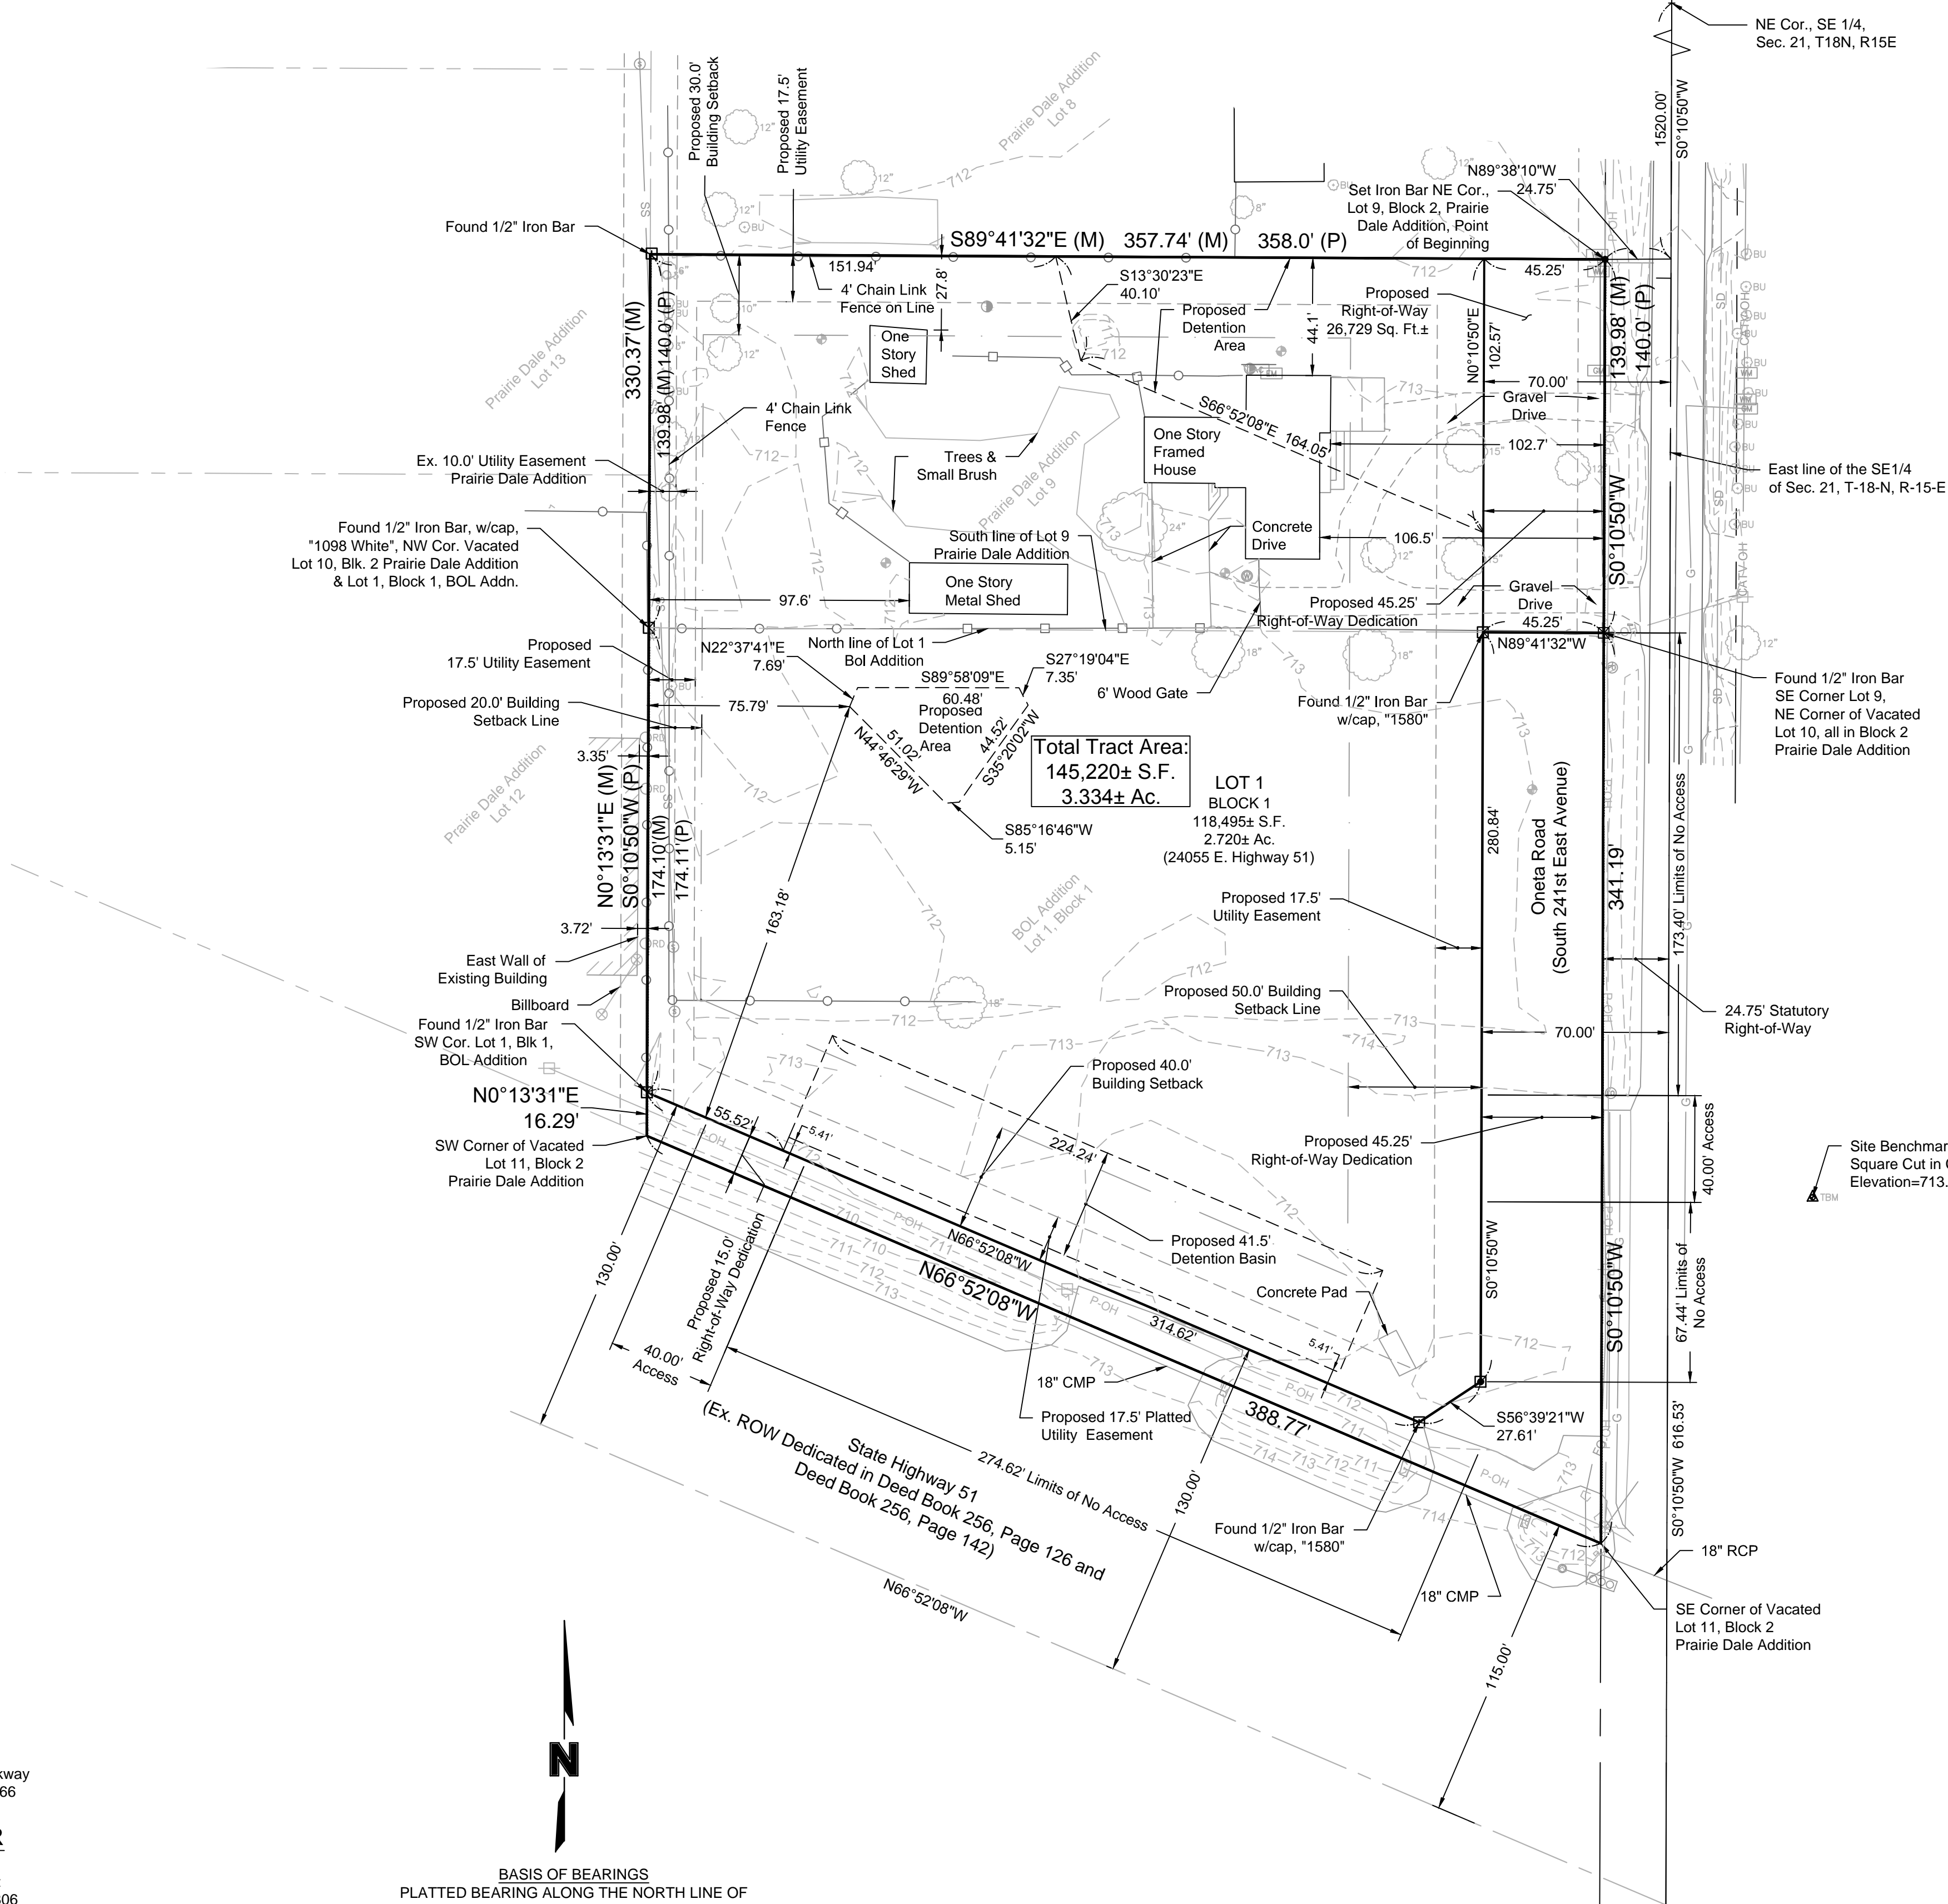 NE Cor., SE 1/4,
Sec. 21, T18N, R15E
1520.00'
S0°10'50"W
Proposed 30.0'
Building Setback
Proposed 17.5'
Utility Easement
Prairie Dale Addition
Lot 8
12"
12"
12"
12"
8"
712
BU
N89°38'10"W
24.75'
Set Iron Bar NE Cor.,
Lot 9, Block 2, Prairie
Dale Addition, Point
of Beginning
Found 1/2" Iron Bar
S89°41'32"E (M) 357.74' (M) 358.0' (P)
151.94'
4' Chain Link
Fence on Line
27.8'
S13°30'23"E
40.10'
Proposed
Detention
Area
44.1'
Proposed
Right-of-Way
26,729 Sq. Ft.±
45.25'
N0°10'50"E
102.57'
139.98' (M)
140.0' (P)
70.00'
Gravel
Drive
102.7'
330.37' (M)
139.98' (M) 140.0' (P)
Prairie Dale Addition
Lot 13
One
Story
Shed
4' Chain Link
Fence
Trees &
Small Brush
Prairie Dale Addition
Lot 9
S66°52'08"E 164.05'
One Story
Framed
House
Concrete
Drive
106.5'
S0°10'50"W
East line of the SE1/4
of Sec. 21, T-18-N, R-15-E
Ex. 10.0' Utility Easement
Prairie Dale Addition
Found 1/2" Iron Bar, w/cap,
"1098 White", NW Cor. Vacated
Lot 10, Blk. 2 Prairie Dale Addition
& Lot 1, Block 1, BOL Addn.
South line of Lot 9
Prairie Dale Addition
97.6'
One Story
Metal Shed
Gravel
Drive
Proposed 45.25'
Right-of-Way Dedication
45.25'
N89°41'32"W
Proposed
17.5' Utility Easement
N22°37'41"E
7.69'
North line of Lot 1
Bol Addition
S27°19'04"E
7.35'
S89°58'09"E
60.48'
6' Wood Gate
Found 1/2" Iron Bar
w/cap, "1580"
Found 1/2" Iron Bar
SE Corner Lot 9,
NE Corner of Vacated
Lot 10, all in Block 2
Prairie Dale Addition
Proposed 20.0' Building
Setback Line
75.79'
Proposed
Detention
Area
51.02'
N44°46'29"W
44.52'
S35°20'02"W
S85°16'46"W
5.15'
Total Tract Area:
145,220± S.F.
3.334± Ac.
LOT 1
BLOCK 1
118,495± S.F.
2.720± Ac.
(24055 E. Highway 51)
3.35'
Prairie Dale Addition
Lot 12
N0°13'31"E (M)
S0°10'50"W (P)
174.10'(M)
174.11'(P)
163.18'
280.84'
Oneta Road
(South 241st East Avenue)
341.19'
173.40' Limits of No Access
BOL Addition
Lot 1, Block 1
Proposed 17.5'
Utility Easement
3.72'
East Wall of
Existing Building
Billboard
Found 1/2" Iron Bar
SW Cor. Lot 1, Blk 1,
BOL Addition
Proposed 50.0' Building
Setback Line
70.00'
24.75' Statutory
Right-of-Way
Proposed 40.0'
Building Setback
N0°13'31"E
16.29'
SW Corner of Vacated
Lot 11, Block 2
Prairie Dale Addition
55.52'
5.41'
224.24'
Proposed 45.25'
Right-of-Way Dedication
40.00' Access
Site Benchmar
Square Cut in
Elevation=713.
TBM
130.00'
Proposed 15.0'
Right-of-Way Dedication
N66°52'08"W
N66°52'08"W
Proposed 41.5'
Detention Basin
Concrete Pad
S0°10'50"W
S0°10'50"W
67.44' Limits of
No Access
40.00'
Access
314.62'
5.41'
18" CMP
Proposed 17.5' Platted
Utility Easement
388.77'
S56°39'21"W
27.61'
S0°10'50"W 616.53'
State Highway 51
(Ex. ROW Dedicated in Deed Book 256, Page 126 and
Deed Book 256, Page 142)
274.62' Limits of No Access
130.00'
N66°52'08"W
Found 1/2" Iron Bar
w/cap, "1580"
18" CMP
18" RCP
SE Corner of Vacated
Lot 11, Block 2
Prairie Dale Addition
115.00'
N
kway
66
R
306
BASIS OF BEARINGS
PLATTED BEARING ALONG THE NORTH LINE OF